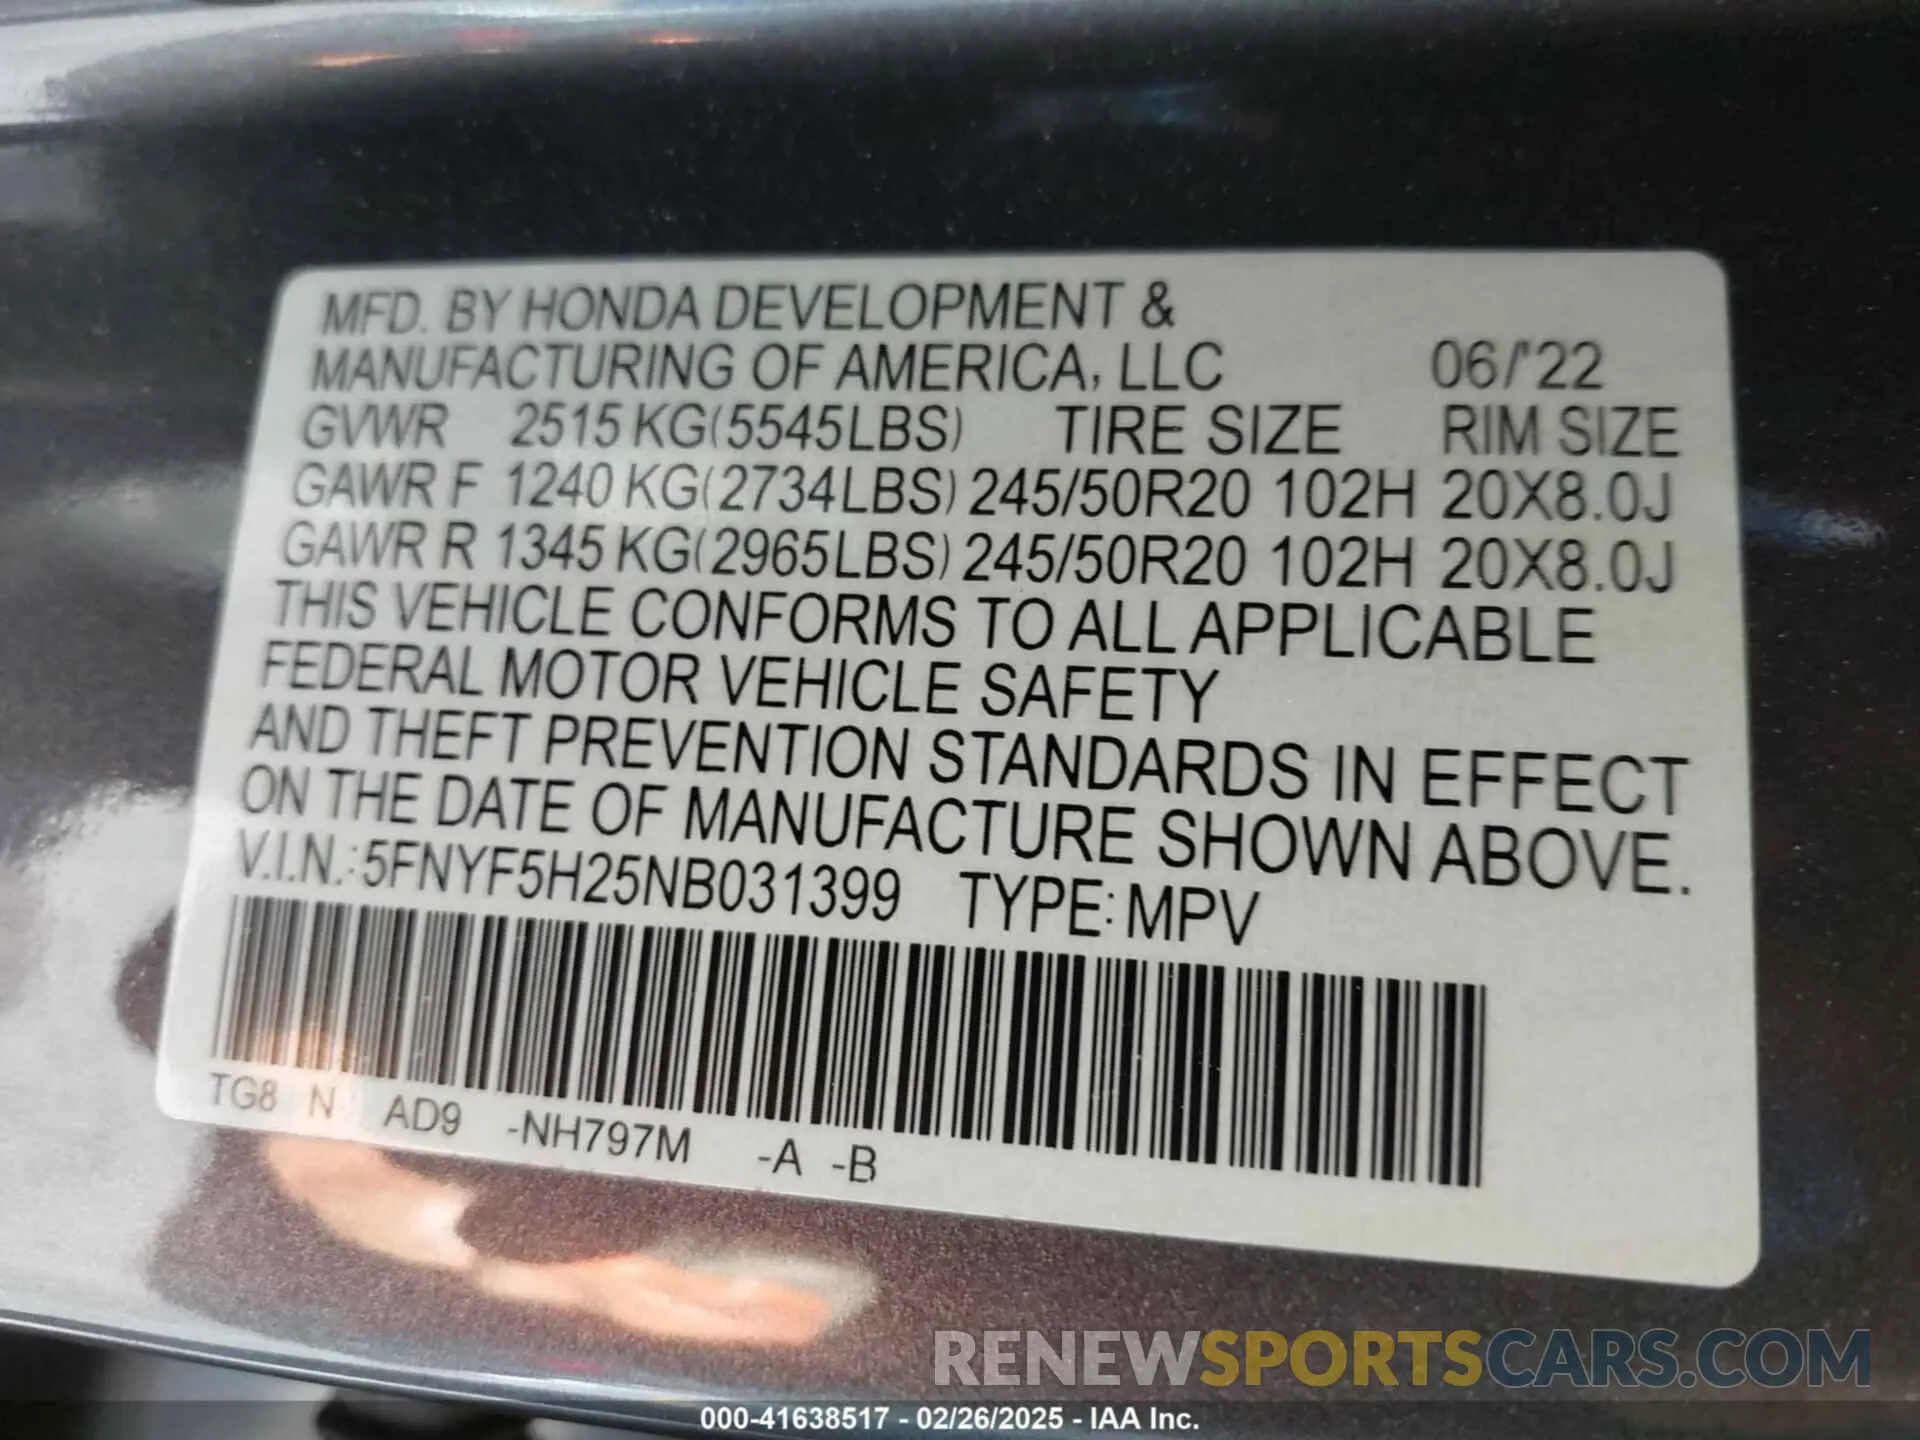 MFD. BY HONDA DEVELOPMENT &
MANUFACTURING OF AMERICA, LLC 06/'22
GVWR 2515 KG(5545LBS) TIRE SIZE RIM SIZE
GAWR F 1240 KG(2734LBS) 245/50R20 102H 20X8.0J
GAWR R 1345 KG(2965LBS) 245/50R20 102H 20X8.0J
THIS VEHICLE CONFORMS TO ALL APPLICABLE
FEDERAL MOTOR VEHICLE SAFETY
AND THEFT PREVENTION STANDARDS IN EFFECT
ON THE DATE OF MANUFACTURE SHOWN ABOVE.
V.I.N.:5FNYF5H25NB031399 TYPE:MPV
TG8 N AD9 -NH797M -A -B
RENEWSPORTSCARS.COM
000-41638517 - 02/26/2025 - IAA Inc.